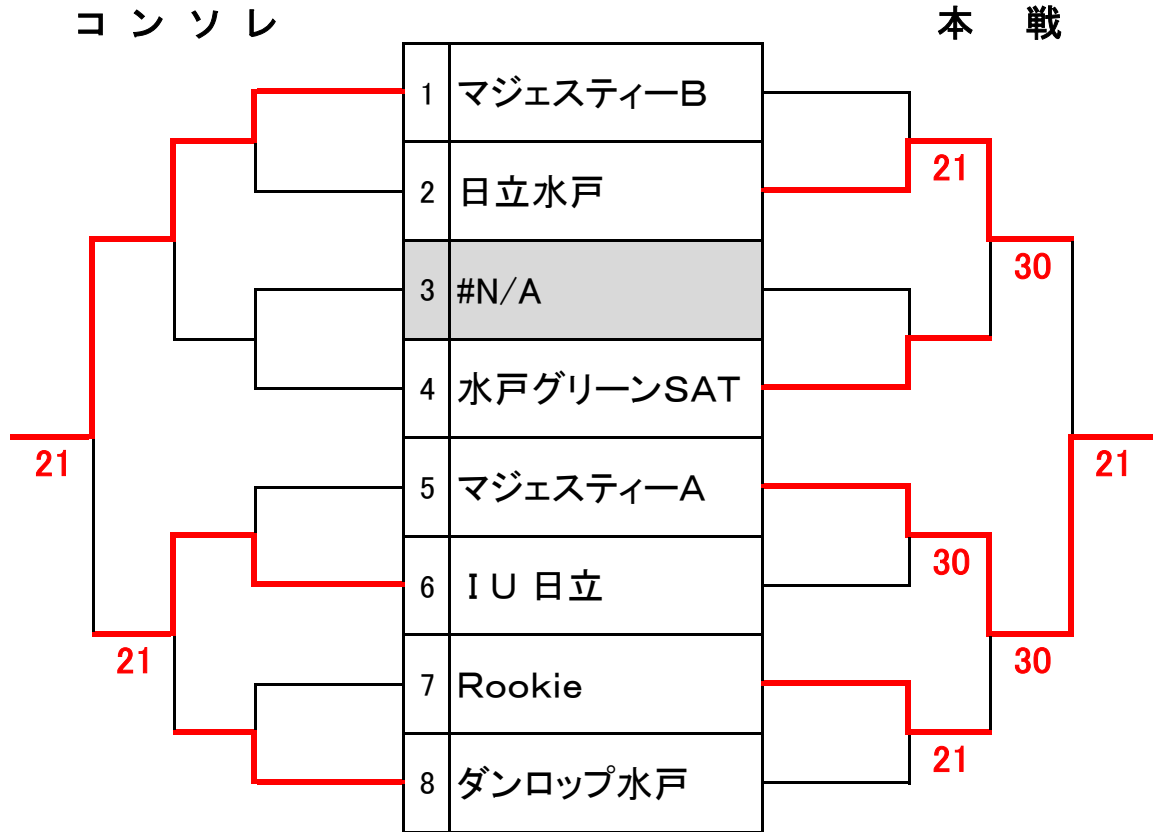 コンソレ 本戦
1 マジェスティーB
21
2 日立水戸
30
3 #N/A
4 水戸グリーンSAT
21 21
5 マジェスティーA
30
6 IU日立
21 30
7 Rookie
21
8 ダンロップ水戸